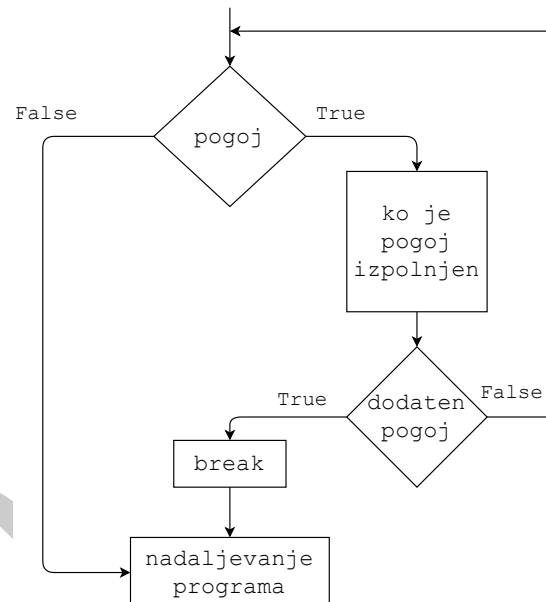 False
True
pogoj
ko je
pogoj
izpolnjen
True
dodaten
pogoj
False
break
nadaljevanje
programa